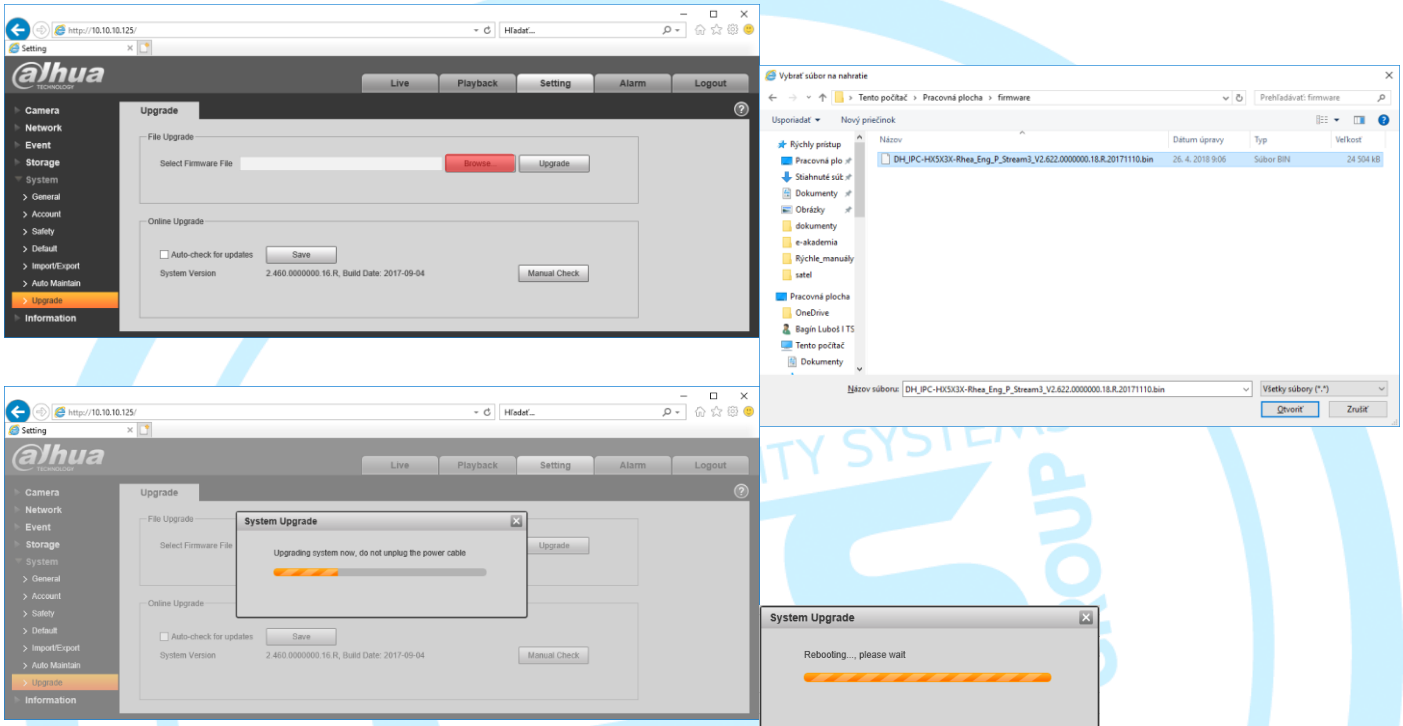 http://10.10.10.125/
Hľadať...
Setting
alhua
TECHNOLOGY
Live
Playback
Setting
Alarm
Logout
Camera
Network
Event
Storage
System
General
Account
Safety
Default
Import/Export
Auto Maintain
Upgrade
Information
Upgrade
File Upgrade
Select Firmware File
Browse...
Upgrade
Online Upgrade
Auto-check for updates
Save
System Version
2.460.0000000.16.R, Build Date: 2017-09-04
Manual Check
Vybrať súbor na nahratie
Tento počítač › Pracovná plocha › firmware
Prehľadávať: firmware
Usporiadať
Nový priečinok
Rýchly prístup
Pracovná plo
Stiahnuté súb
Dokumenty
Obrázky
dokumenty
e-akademia
Rýchle_manuály
satel
Pracovná plocha
OneDrive
Bagín Luboš I TS
Tento počítač
Dokumenty
Názov
Dátum úpravy
Typ
Veľkosť
DH_IPC-HX5X3X-Rhea_Eng_P_Stream3_V2.622.0000000.18.R.20171110.bin
26. 4. 2018 9:06
Súbor BIN
24 504 kB
Názov súboru:
DH_IPC-HX5X3X-Rhea_Eng_P_Stream3_V2.622.0000000.18.R.20171110.bin
Všetky súbory (*.*)
Otvoriť
Zrušiť
http://10.10.10.125/
Hľadať...
Setting
alhua
TECHNOLOGY
Live
Playback
Setting
Alarm
Logout
Camera
Network
Event
Storage
System
General
Account
Safety
Default
Import/Export
Auto Maintain
Upgrade
Information
Upgrade
File Upgrade
Select Firmware File
Upgrade
System Upgrade
Upgrading system now, do not unplug the power cable
Online Upgrade
Auto-check for updates
Save
System Version
2.460.0000000.16.R, Build Date: 2017-09-04
Manual Check
System Upgrade
Rebooting..., please wait
ITY SYSTEMS
GROUP